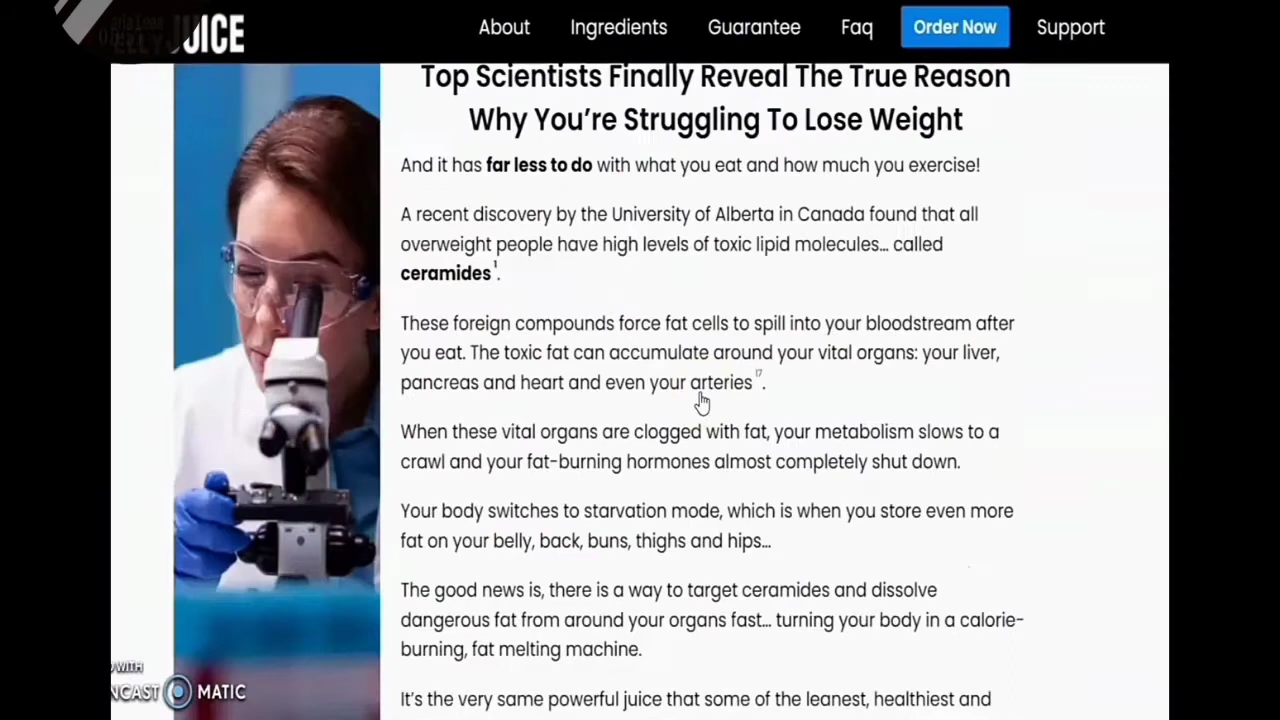 JUICE
About Ingredients Guarantee Faq Order Now Support
Top Scientists Finally Reveal The True Reason
Why You’re Struggling To Lose Weight
And it has far less to do with what you eat and how much you exercise!
A recent discovery by the University of Alberta in Canada found that all
overweight people have high levels of toxic lipid molecules... called
ceramides¹.
These foreign compounds force fat cells to spill into your bloodstream after
you eat. The toxic fat can accumulate around your vital organs: your liver,
pancreas and heart and even your arteries¹⁷.
When these vital organs are clogged with fat, your metabolism slows to a
crawl and your fat-burning hormones almost completely shut down.
Your body switches to starvation mode, which is when you store even more
fat on your belly, back, buns, thighs and hips...
The good news is, there is a way to target ceramides and dissolve
dangerous fat from around your organs fast... turning your body in a calorie-
burning, fat melting machine.
It’s the very same powerful juice that some of the leanest, healthiest and
WITH
NCAST MATIC